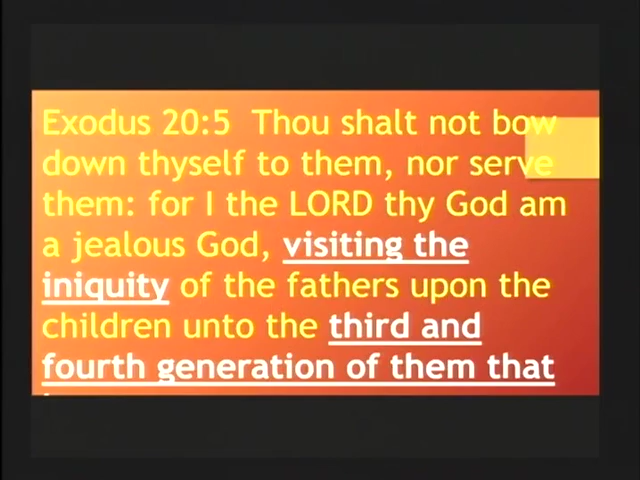 Exodus 20:5 Thou shalt not bow
down thyself to them, nor serve
them: for I the LORD thy God am
a jealous God, visiting the
iniquity of the fathers upon the
children unto the third and
fourth generation of them that